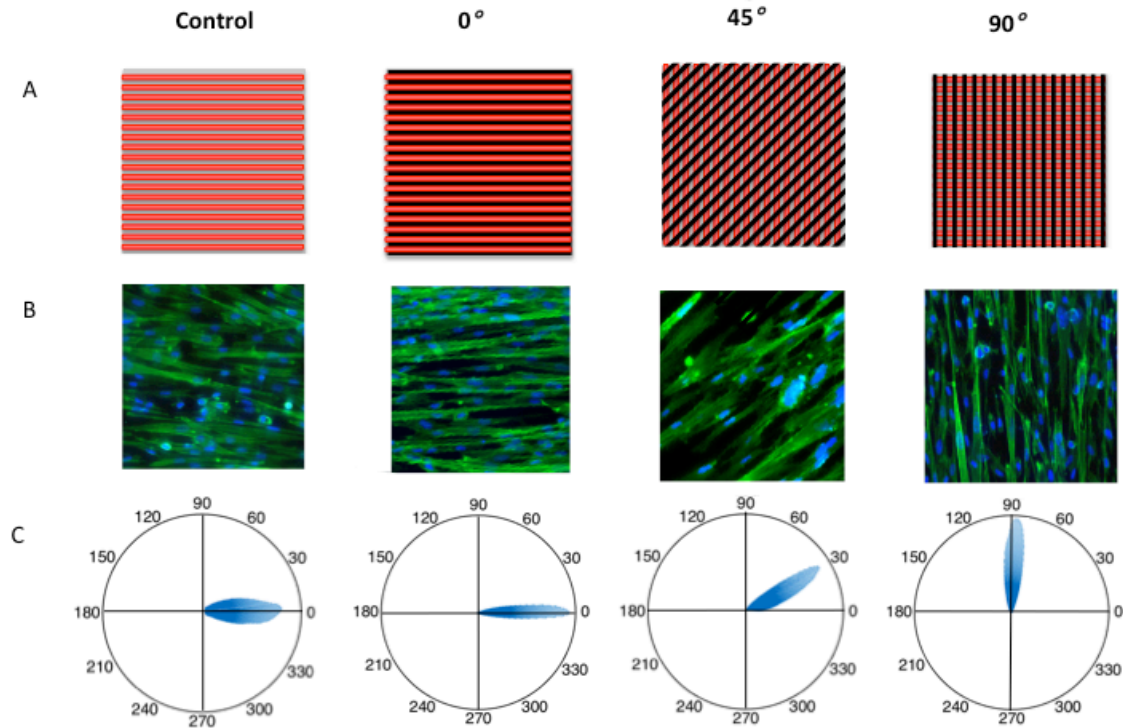 Control 0° 45° 90°
A
B
C
90 90 90 90
120 60 120 60 120 60 120 60
150 30 150 30 150 30 150 30
180 0 180 0 180 0 180 0
210 330 210 330 210 330 210 330
240 300 240 300 240 300 240 300
270 270 270 270